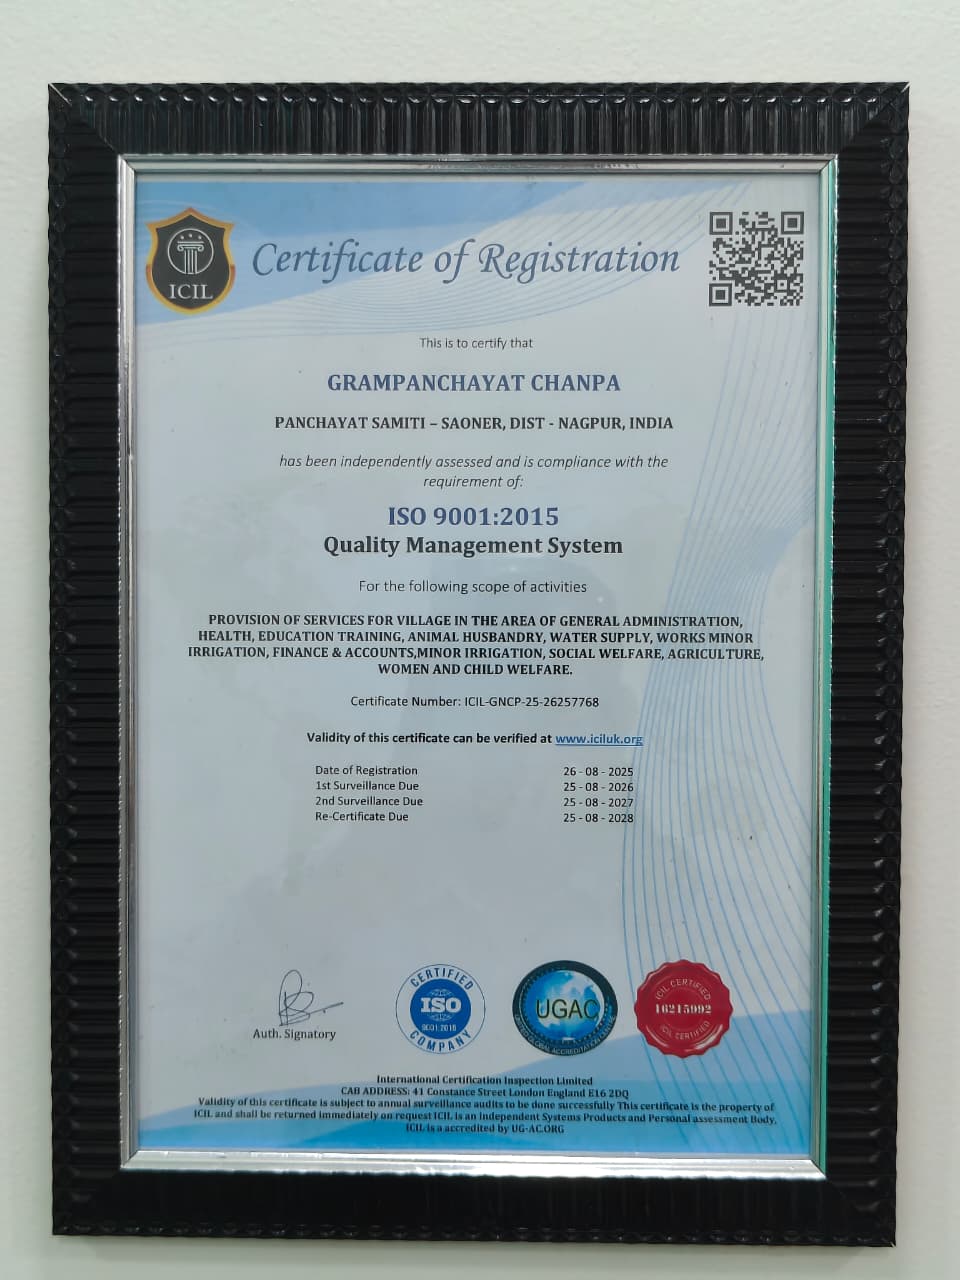 ICIL
Certificate of Registration
This is to certify that
GRAMPANCHAYAT CHANPA
PANCHAYAT SAMITI – SAONER, DIST - NAGPUR, INDIA
has been independently assessed and is compliance with the
requirement of:
ISO 9001:2015
Quality Management System
For the following scope of activities
PROVISION OF SERVICES FOR VILLAGE IN THE AREA OF GENERAL ADMINISTRATION,
HEALTH, EDUCATION TRAINING, ANIMAL HUSBANDRY, WATER SUPPLY, WORKS MINOR
IRRIGATION, FINANCE & ACCOUNTS,MINOR IRRIGATION, SOCIAL WELFARE, AGRICULTURE,
WOMEN AND CHILD WELFARE.
Certificate Number: ICIL-GNCP-25-26257768
Validity of this certificate can be verified at www.iciluk.org
Date of Registration 26 - 08 - 2025
1st Surveillance Due 25 - 08 - 2026
2nd Surveillance Due 25 - 08 - 2027
Re-Certificate Due 25 - 08 - 2028
Auth. Signatory
CERTIFIED
ISO
9001:2015
COMPANY
UGAC
GLOBAL ACCREDITATION
ICIL CERTIFIED
16215992
ICIL CERTIFIED
International Certification Inspection Limited
CAB ADDRESS: 41 Constance Street London England E16 2DQ
Validity of this certificate is subject to annual surveillance audits to be done successfully This certificate is the property of
ICIL and shall be returned immediately on request ICIL is an Independent Systems Products and Personal assessment Body.
ICIL is a accredited by UG-AC.ORG